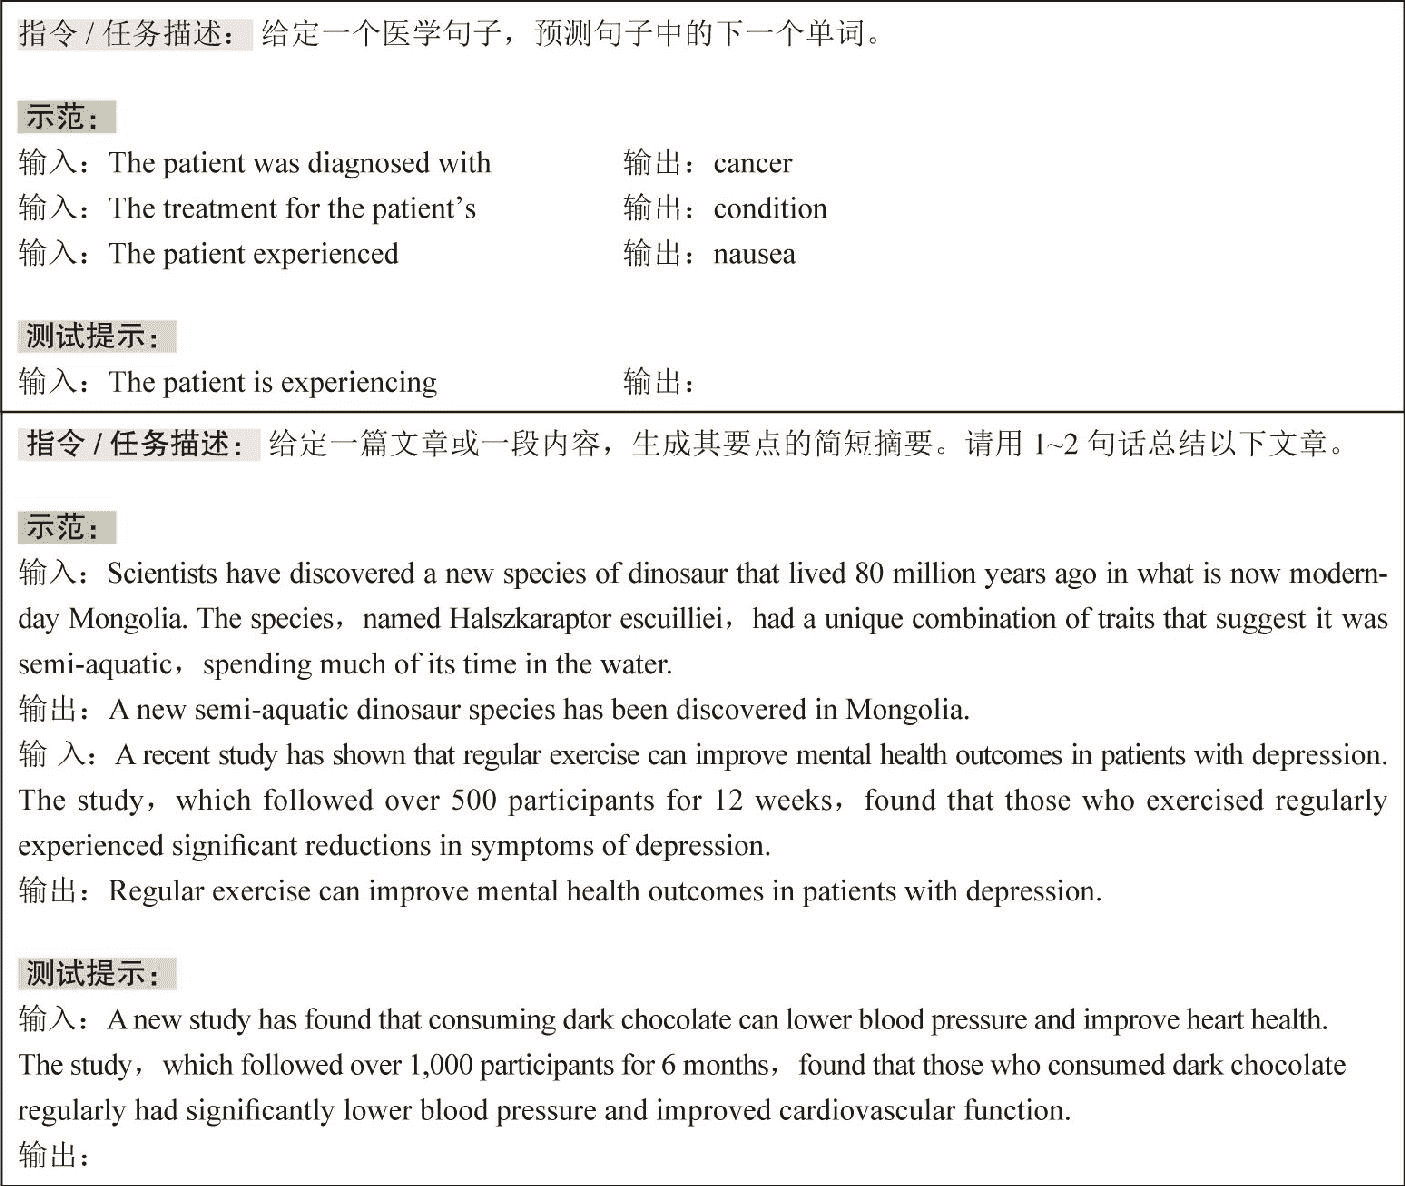 指令 / 任务描述： 给定一个医学句子，预测句子中的下一个单词。
示范：
输入：The patient was diagnosed with 输出：cancer
输入：The treatment for the patient’s 输出：condition
输入：The patient experienced 输出：nausea
测试提示：
输入：The patient is experiencing 输出：
指令 / 任务描述： 给定一篇文章或一段内容，生成其要点的简短摘要。请用 1~2 句话总结以下文章。
示范：
输入：Scientists have discovered a new species of dinosaur that lived 80 million years ago in what is now modern-
day Mongolia. The species，named Halszkaraptor escuilliei，had a unique combination of traits that suggest it was
semi-aquatic，spending much of its time in the water.
输出：A new semi-aquatic dinosaur species has been discovered in Mongolia.
输 入：A recent study has shown that regular exercise can improve mental health outcomes in patients with depression.
The study，which followed over 500 participants for 12 weeks，found that those who exercised regularly
experienced significant reductions in symptoms of depression.
输出：Regular exercise can improve mental health outcomes in patients with depression.
测试提示：
输入：A new study has found that consuming dark chocolate can lower blood pressure and improve heart health.
The study，which followed over 1,000 participants for 6 months，found that those who consumed dark chocolate
regularly had significantly lower blood pressure and improved cardiovascular function.
输出：